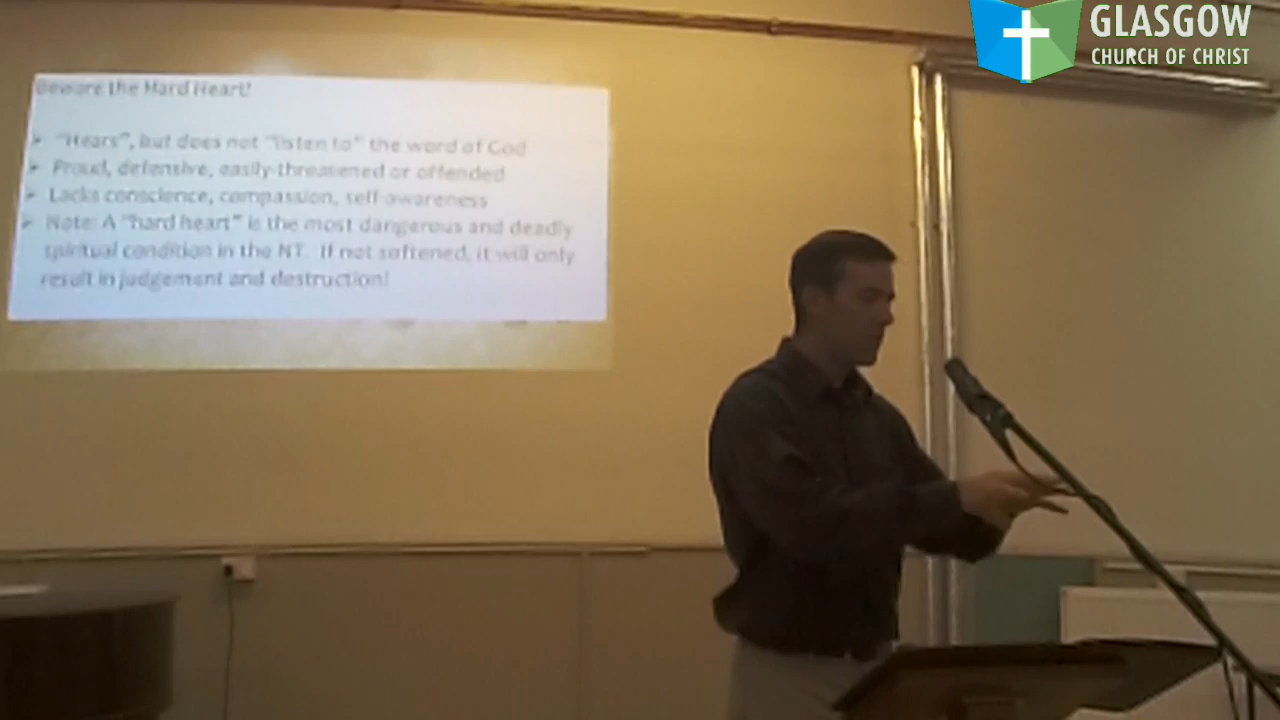 Beware the Hard Heart!
"Hears", but does not "listen to" the word of God
Proud, defensive, easily-threatened or offended
Lacks conscience, compassion, self-awareness
Note: A "hard heart" is the most dangerous and deadly
spiritual condition in the NT. If not softened, it will only
result in judgement and destruction!
GLASGOW
CHURCH OF CHRIST